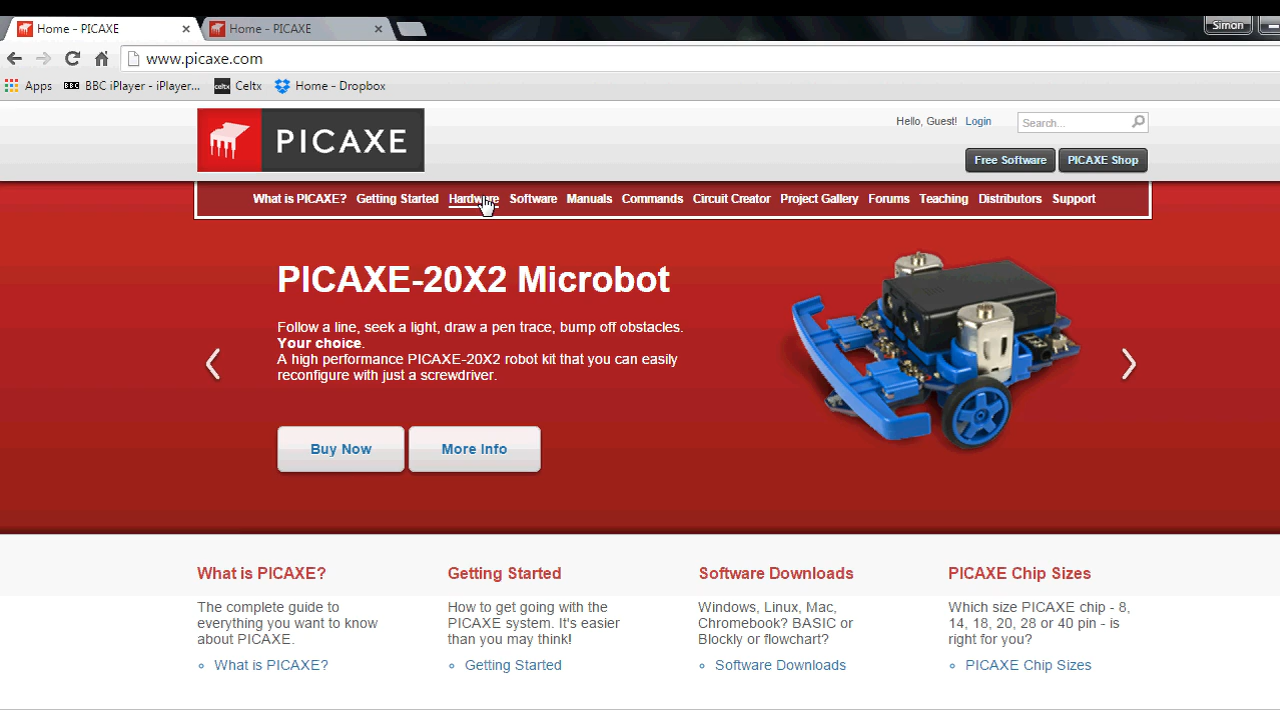 Home - PICAXE
Home - PICAXE
Simon
www.picaxe.com
Apps BBC BBC iPlayer - iPlayer... celtx Celtx Home - Dropbox
PICAXE
Hello, Guest! Login Search...
Free Software PICAXE Shop
What is PICAXE? Getting Started Hardware Software Manuals Commands Circuit Creator Project Gallery Forums Teaching Distributors Support
PICAXE-20X2 Microbot
Follow a line, seek a light, draw a pen trace, bump off obstacles.
Your choice.
A high performance PICAXE-20X2 robot kit that you can easily
reconfigure with just a screwdriver.
Buy Now More Info
What is PICAXE?
The complete guide to
everything you want to know
about PICAXE.
What is PICAXE?
Getting Started
How to get going with the
PICAXE system. It's easier
than you may think!
Getting Started
Software Downloads
Windows, Linux, Mac,
Chromebook? BASIC or
Blockly or flowchart?
Software Downloads
PICAXE Chip Sizes
Which size PICAXE chip - 8,
14, 18, 20, 28 or 40 pin - is
right for you?
PICAXE Chip Sizes